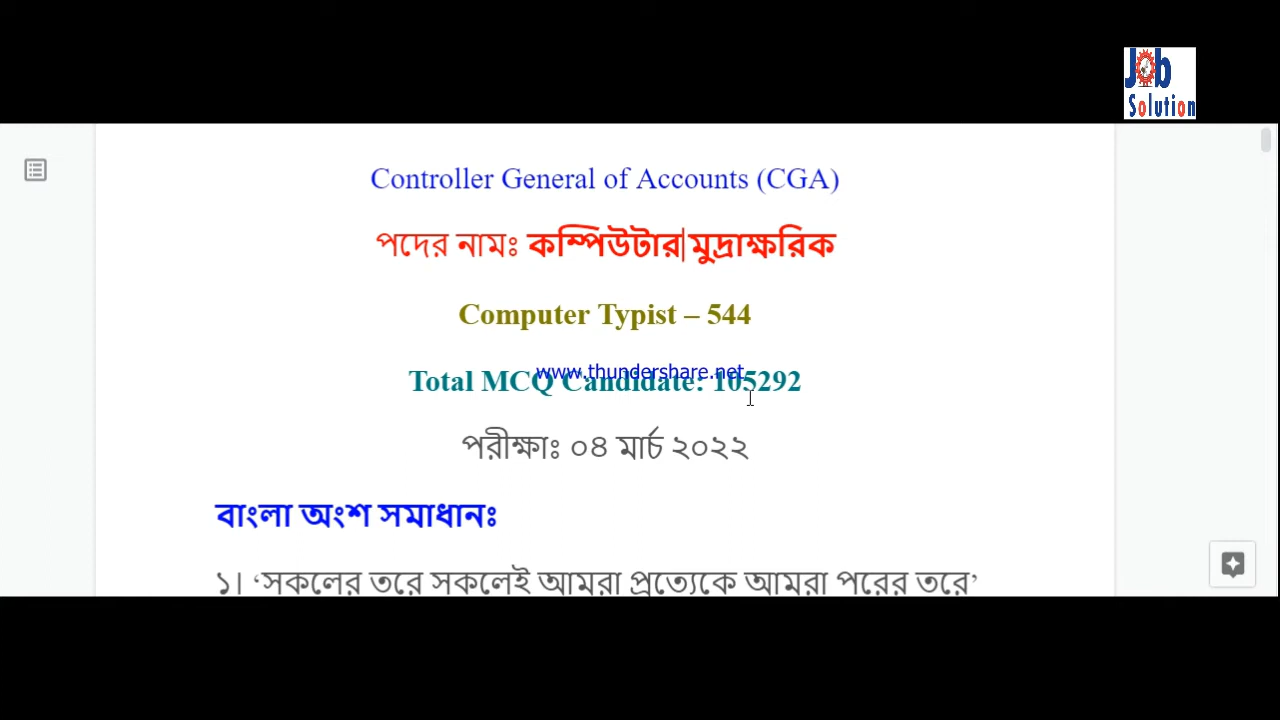 Job
Solution
Controller General of Accounts (CGA)
পদের নামঃ কম্পিউটার মুদ্রাক্ষরিক
Computer Typist – 544
www.thundershare.net
Total MCQ Candidate: 105292
পরীক্ষাঃ ০৪ মার্চ ২০২২
বাংলা অংশ সমাধানঃ
১। ‘সকলের তরে সকলেই আমরা প্রত্যেকে আমরা পরের তরে’